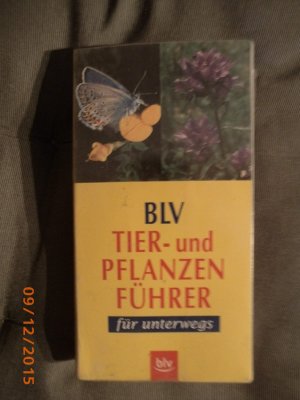 BLV
TIER- und
PFLANZEN
FÜHRER
für unterwegs
blv
09/12/2015